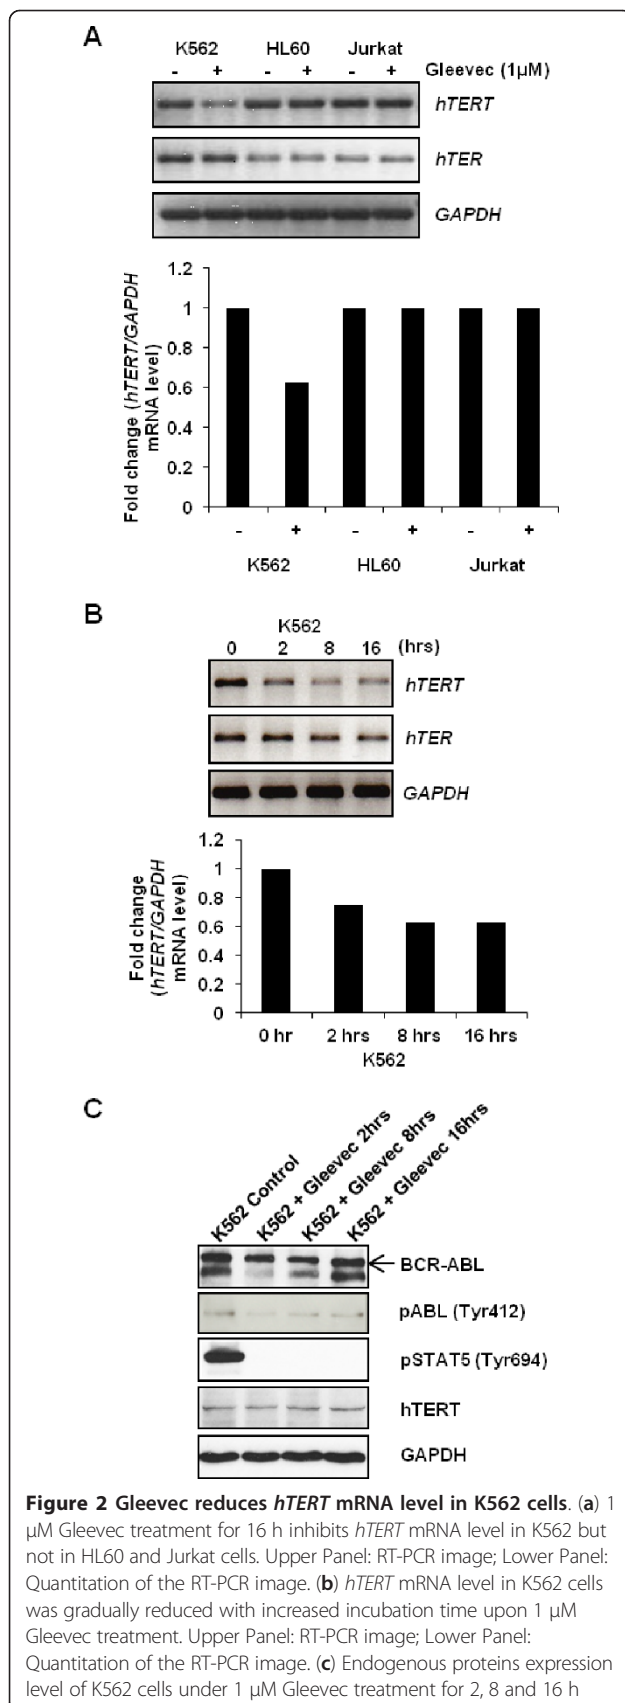 A
K562 HL60 Jurkat
- + - + - + Gleevec (1µM)
hTERT
hTER
GAPDH
Fold change (hTERT/GAPDH
mRNA level)
1.2
1
0.8
0.6
0.4
0.2
0
- + - + - +
K562 HL60 Jurkat
B
K562
0 2 8 16 (hrs)
hTERT
hTER
GAPDH
Fold change
(hTERT/GAPDH
mRNA level)
1.2
1
0.8
0.6
0.4
0.2
0
0 hr 2 hrs 8 hrs 16 hrs
K562
C
K562 Control
K562 + Gleevec 2hrs
K562 + Gleevec 8hrs
K562 + Gleevec 16hrs
BCR-ABL
pABL (Tyr412)
pSTAT5 (Tyr694)
hTERT
GAPDH
Figure 2 Gleevec reduces hTERT mRNA level in K562 cells. (a) 1
µM Gleevec treatment for 16 h inhibits hTERT mRNA level in K562 but
not in HL60 and Jurkat cells. Upper Panel: RT-PCR image; Lower Panel:
Quantitation of the RT-PCR image. (b) hTERT mRNA level in K562 cells
was gradually reduced with increased incubation time upon 1 µM
Gleevec treatment. Upper Panel: RT-PCR image; Lower Panel:
Quantitation of the RT-PCR image. (c) Endogenous proteins expression
level of K562 cells under 1 µM Gleevec treatment for 2, 8 and 16 h